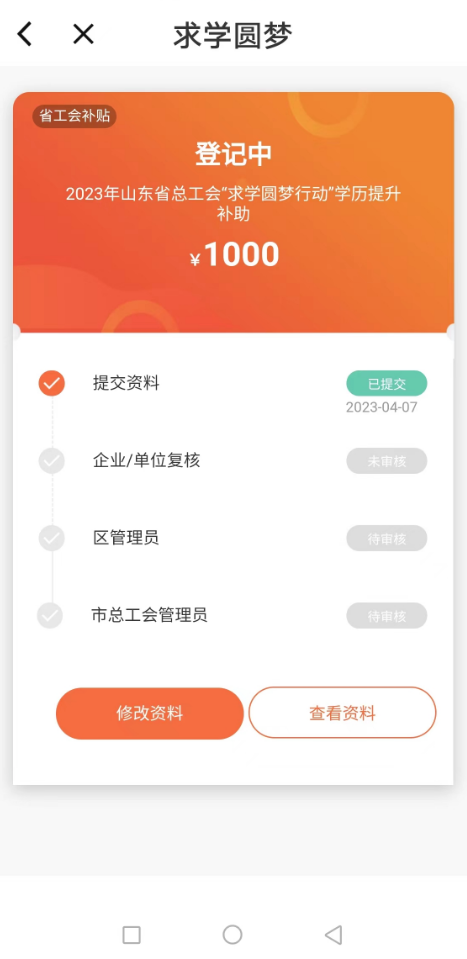 求学圆梦
省工会补贴
登记中
2023年山东省总工会"求学圆梦行动"学历提升
补助
¥1000
提交资料
已提交
2023-04-07
企业/单位复核
未审核
区管理员
待审核
市总工会管理员
待审核
修改资料
查看资料